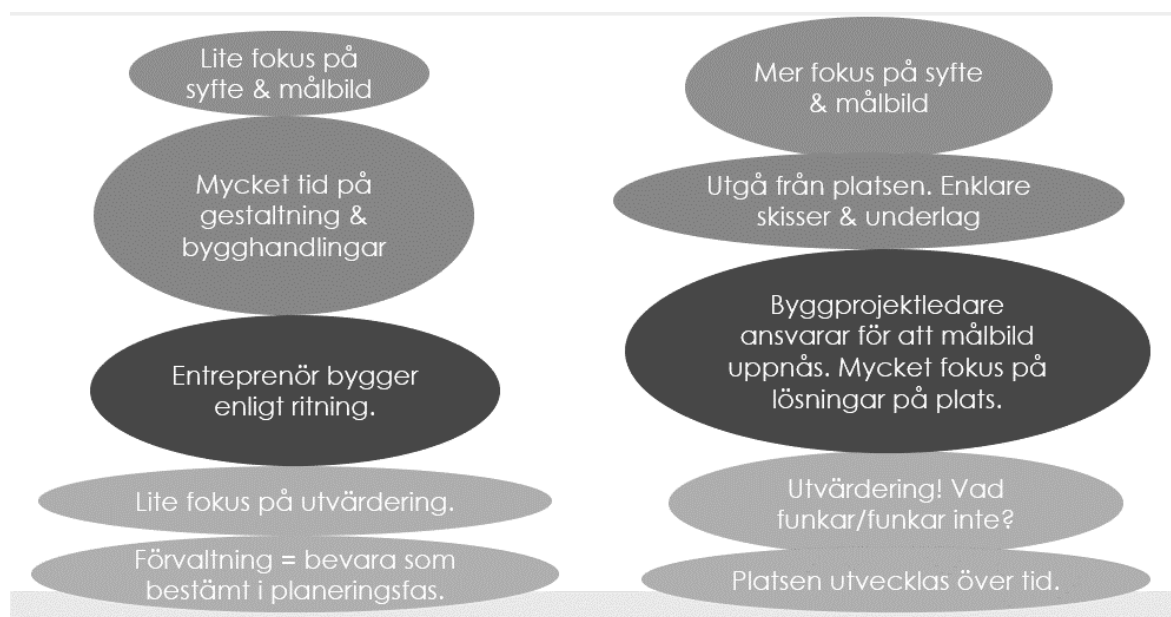 Lite fokus på
syfte & målbild
Mycket tid på
gestaltning &
bygghandlingar
Entreprenör bygger
enligt ritning.
Lite fokus på utvärdering.
Förvaltning = bevara som
bestämt i planeringsfas.
Mer fokus på syfte
& målbild
Utgå från platsen. Enklare
skisser & underlag
Byggprojektledare
ansvarar för att målbild
uppnås. Mycket fokus på
lösningar på plats.
Utvärdering! Vad
funkar/funkar inte?
Platsen utvecklas över tid.